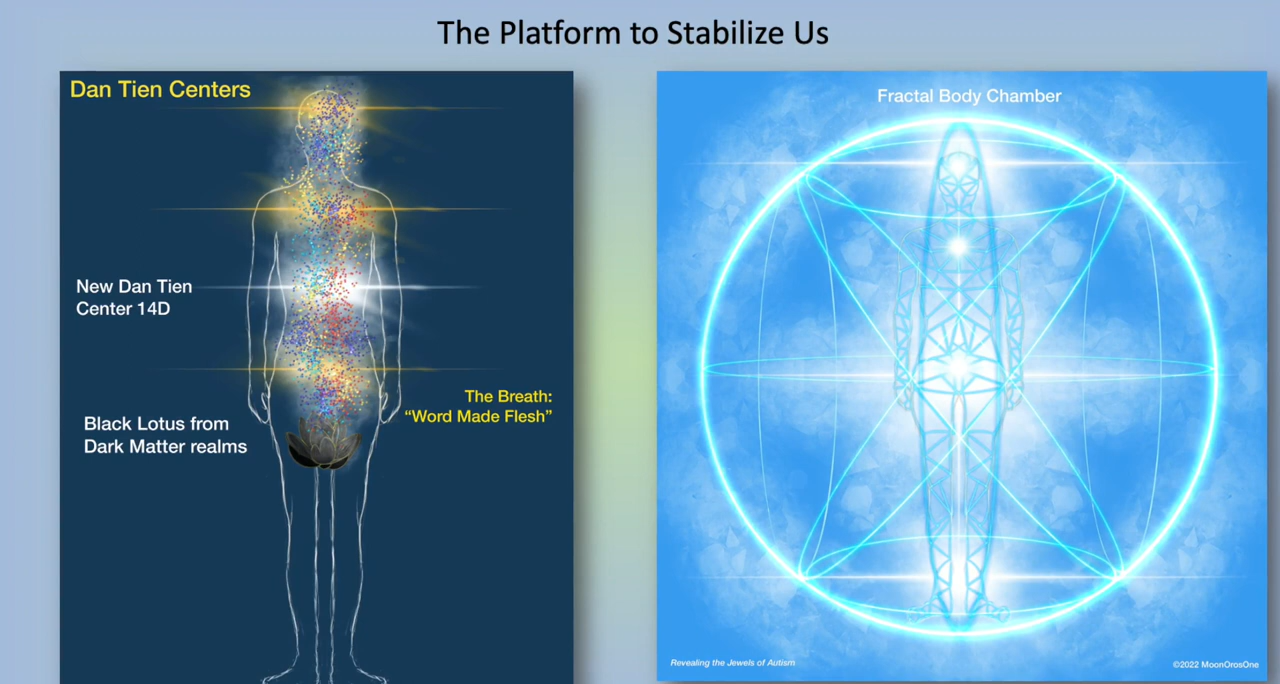 The Platform to Stabilize Us
Dan Tien Centers
New Dan Tien
Center 14D
Black Lotus from
Dark Matter realms
The Breath:
“Word Made Flesh”
Fractal Body Chamber
Revealing the Jewels of Autism
©2022 MoonOrosOne